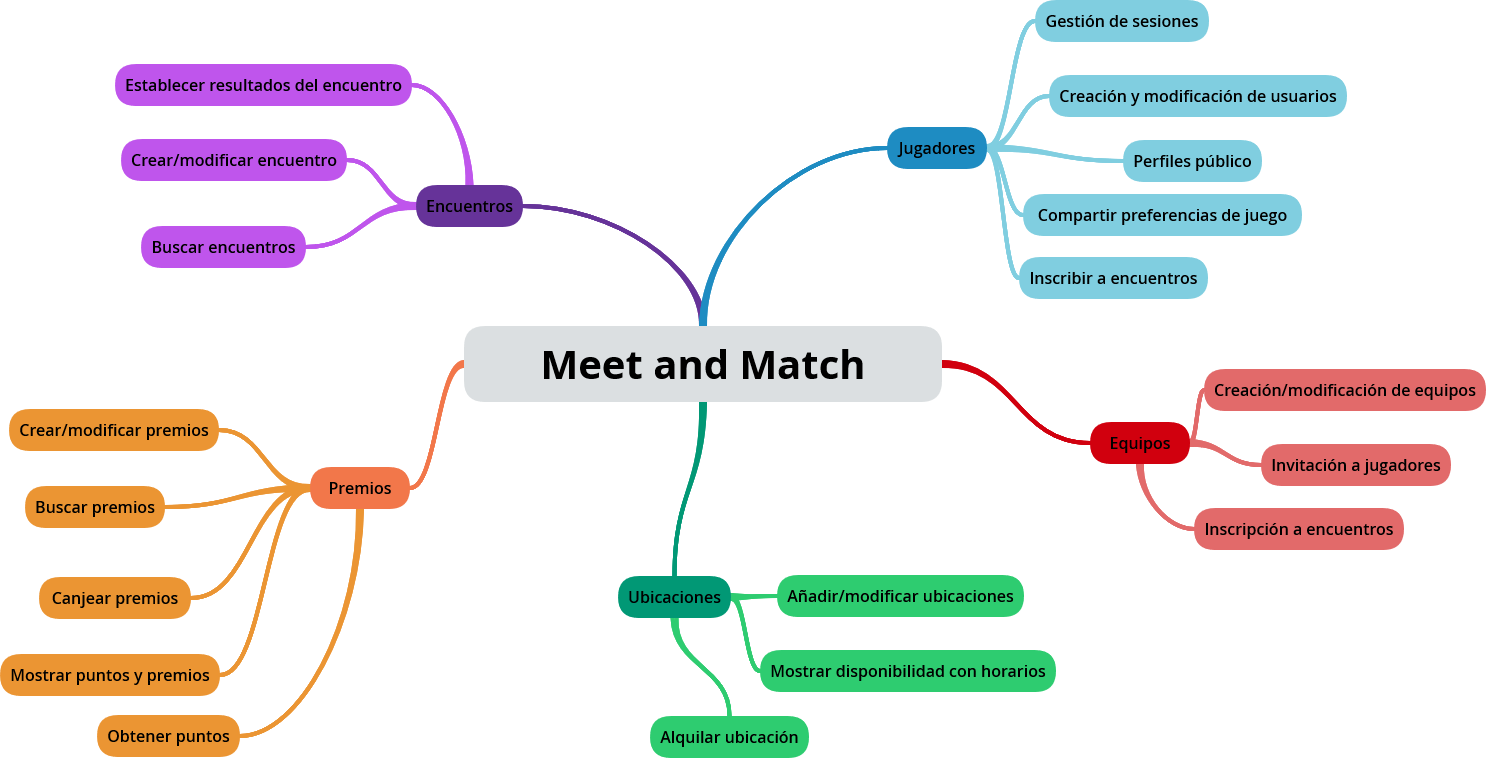 Meet and Match
Encuentros
Establecer resultados del encuentro
Crear/modificar encuentro
Buscar encuentros
Jugadores
Gestión de sesiones
Creación y modificación de usuarios
Perfiles público
Compartir preferencias de juego
Inscribir a encuentros
Equipos
Creación/modificación de equipos
Invitación a jugadores
Inscripción a encuentros
Ubicaciones
Añadir/modificar ubicaciones
Mostrar disponibilidad con horarios
Alquilar ubicación
Premios
Crear/modificar premios
Buscar premios
Canjear premios
Mostrar puntos y premios
Obtener puntos